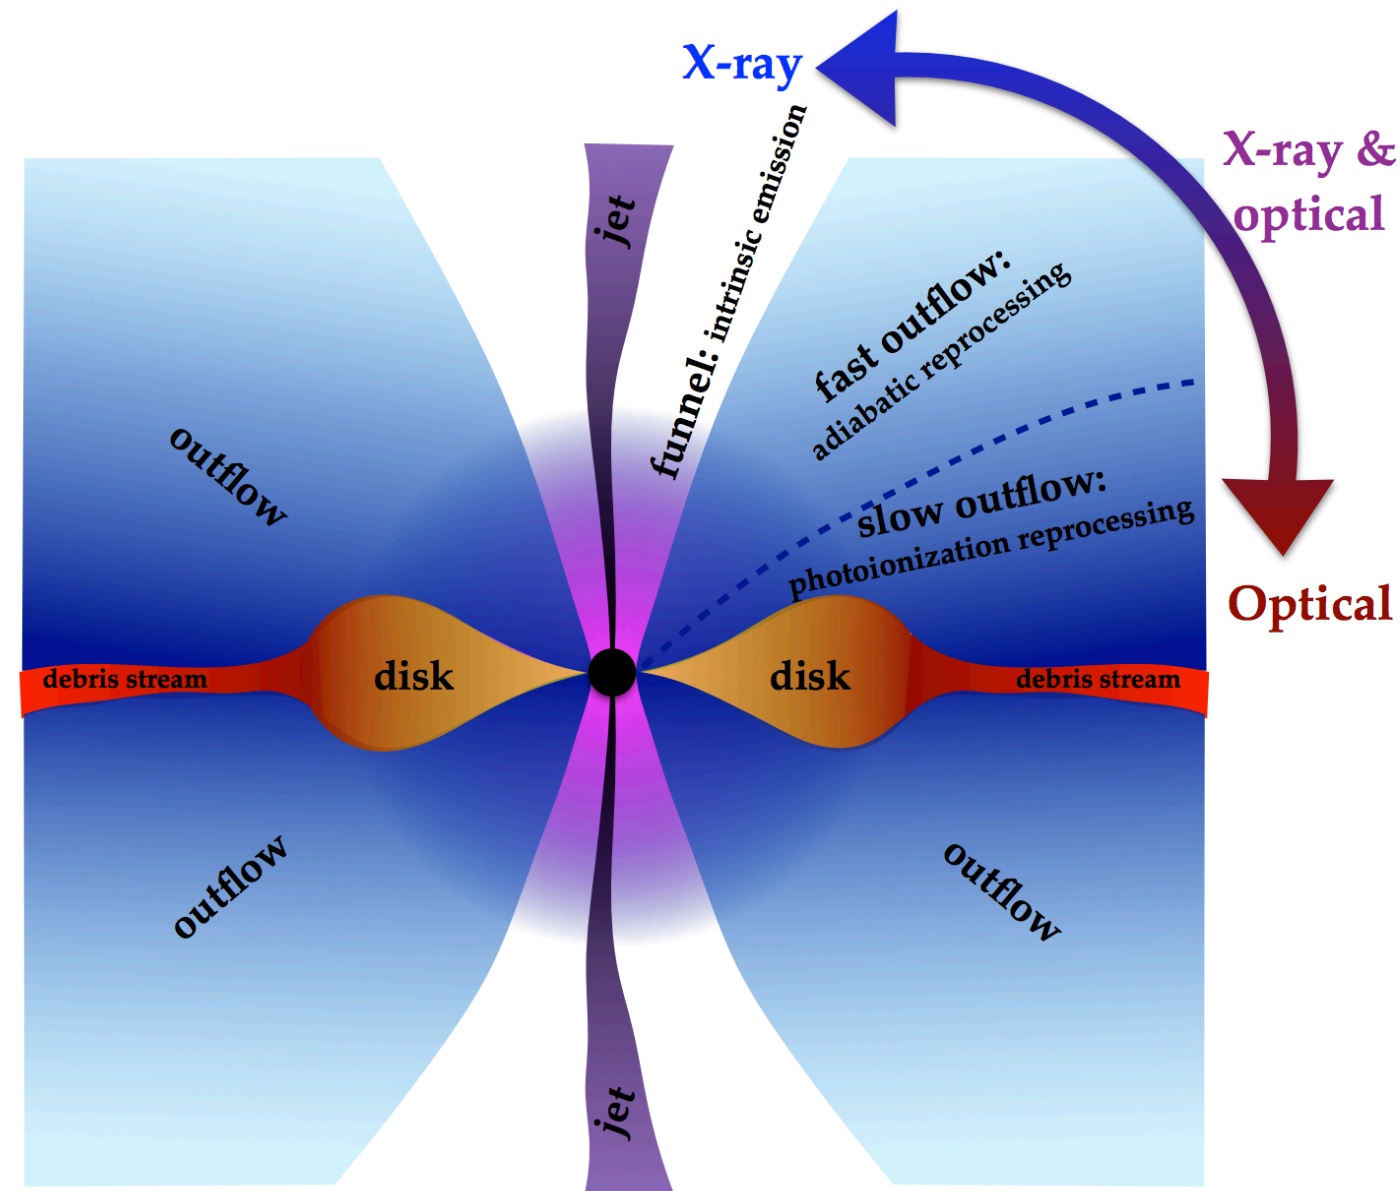 X-ray
X-ray &
optical
Optical
jet
funnel: intrinsic emission
fast outflow:
adiabatic reprocessing
slow outflow:
photoionization reprocessing
outflow
debris stream
disk
disk
debris stream
outflow
outflow
jet